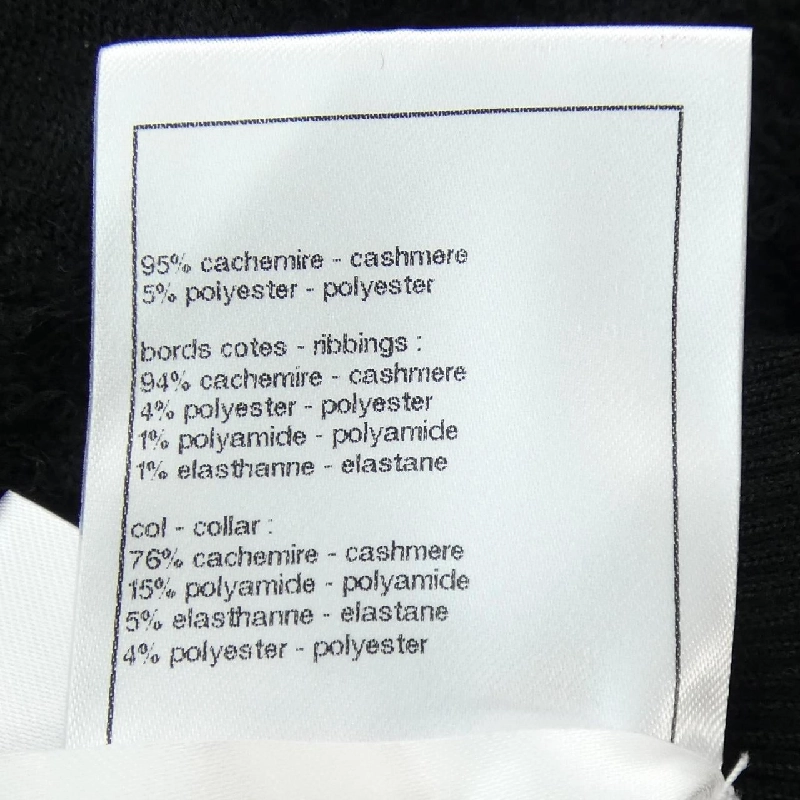 95% cachemire - cashmere
5% polyester - polyester
bords cotes - ribbings :
94% cachemire - cashmere
4% polyester - polyester
1% polyamide - polyamide
1% elasthanne - elastane
col - collar :
76% cachemire - cashmere
15% polyamide - polyamide
5% elasthanne - elastane
4% polyester - polyester